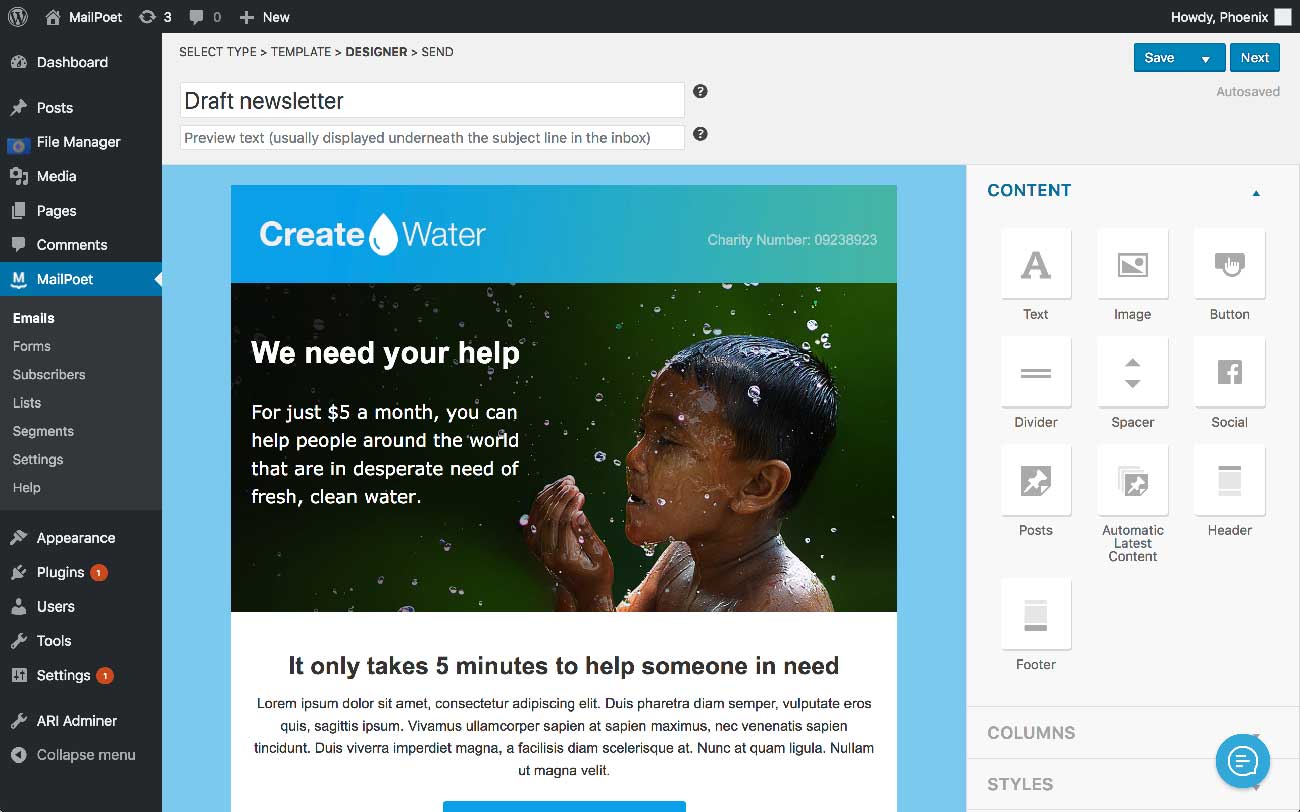 MailPoet 3 0 New
Howdy, Phoenix
Dashboard
Posts
File Manager
Media
Pages
Comments
MailPoet
Emails
Forms
Subscribers
Lists
Segments
Settings
Help
Appearance
Plugins 1
Users
Tools
Settings 1
ARI Adminer
Collapse menu
SELECT TYPE > TEMPLATE > DESIGNER > SEND
Save
Next
Autosaved
Draft newsletter
?
Preview text (usually displayed underneath the subject line in the inbox)
?
Create Water
Charity Number: 09238923
We need your help
For just $5 a month, you can
help people around the world
that are in desperate need of
fresh, clean water.
It only takes 5 minutes to help someone in need
Lorem ipsum dolor sit amet, consectetur adipiscing elit. Duis pharetra diam semper, vulputate eros
quis, sagittis ipsum. Vivamus ullamcorper sapien at sapien maximus, nec venenatis sapien
tincidunt. Duis viverra imperdiet magna, a facilisis diam scelerisque at. Nunc at quam ligula. Nullam
ut magna velit.
CONTENT
A
Text
Image
Button
Divider
Spacer
Social
Posts
Automatic
Latest
Content
Header
Footer
COLUMNS
STYLES